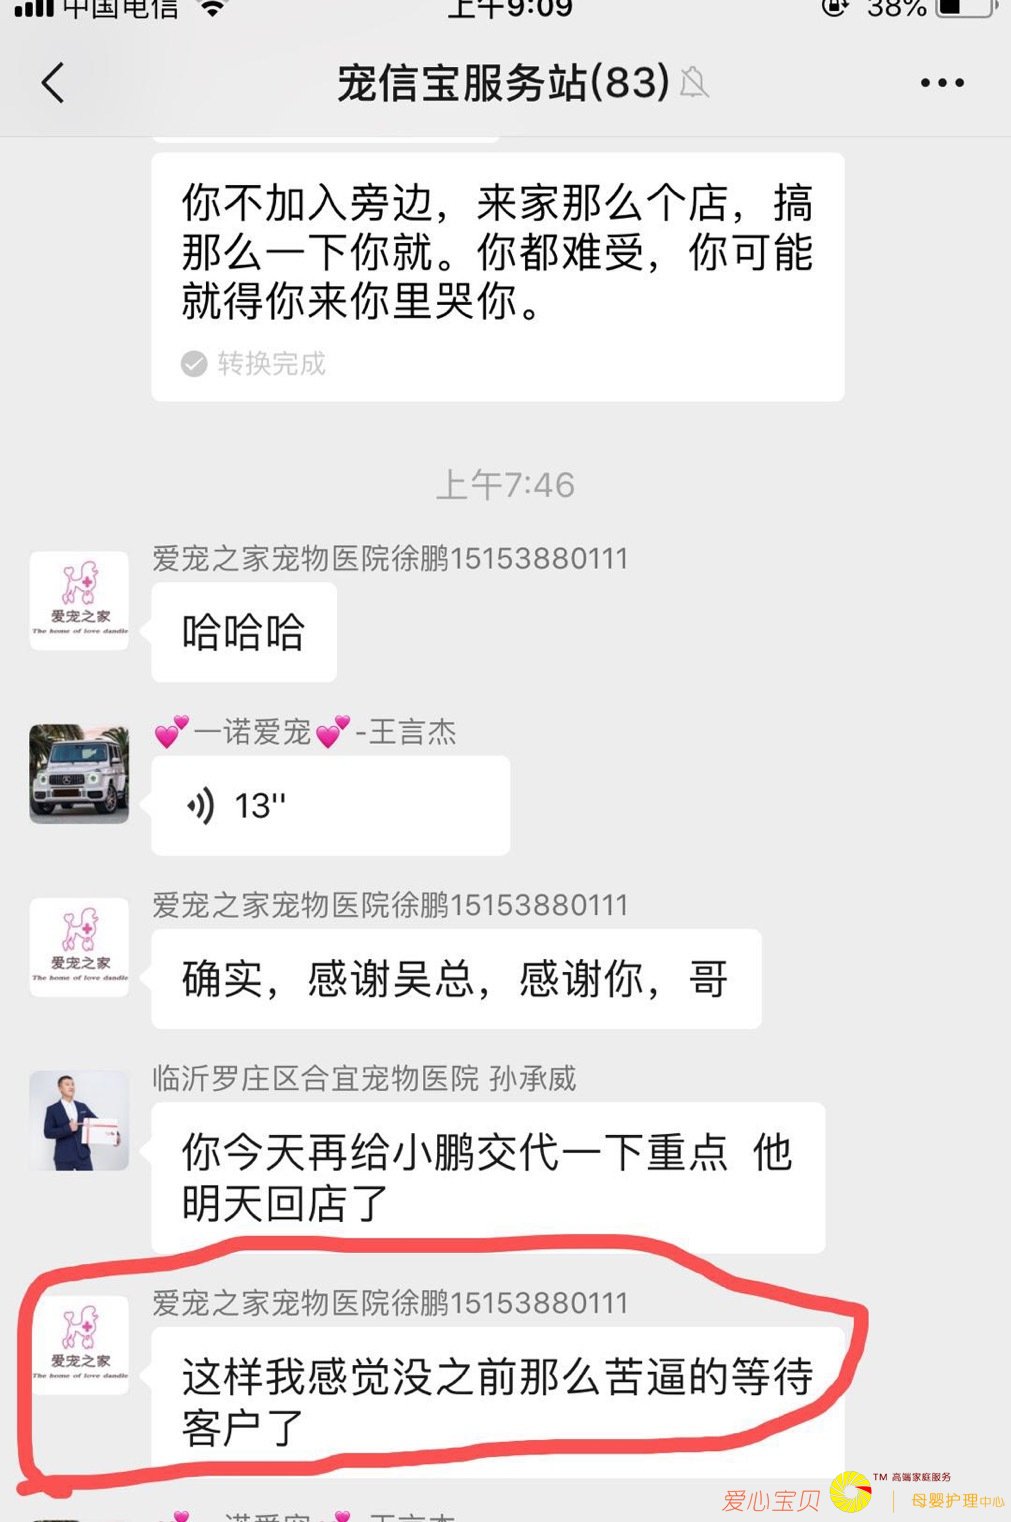 中国电信
上午9:09
38%
宠信宝服务站(83)
你不加入旁边，来家那么个店，搞
那么一下你就。你都难受，你可能
就得你来你里哭你。
转换完成
上午7:46
爱宠之家宠物医院徐鹏15153880111
爱宠之家
The home of love dandie
哈哈哈
💕一诺爱宠💕-王言杰
13''
爱宠之家宠物医院徐鹏15153880111
爱宠之家
The home of love dandie
确实，感谢吴总，感谢你，哥
临沂罗庄区合宜宠物医院 孙承威
你今天再给小鹏交代一下重点 他
明天回店了
爱宠之家宠物医院徐鹏15153880111
爱宠之家
The home of love dandie
这样我感觉没之前那么苦逼的等待
客户了
TM 高端家庭服务
爱心宝贝
母婴护理中心
一诺爱宠 -王言杰